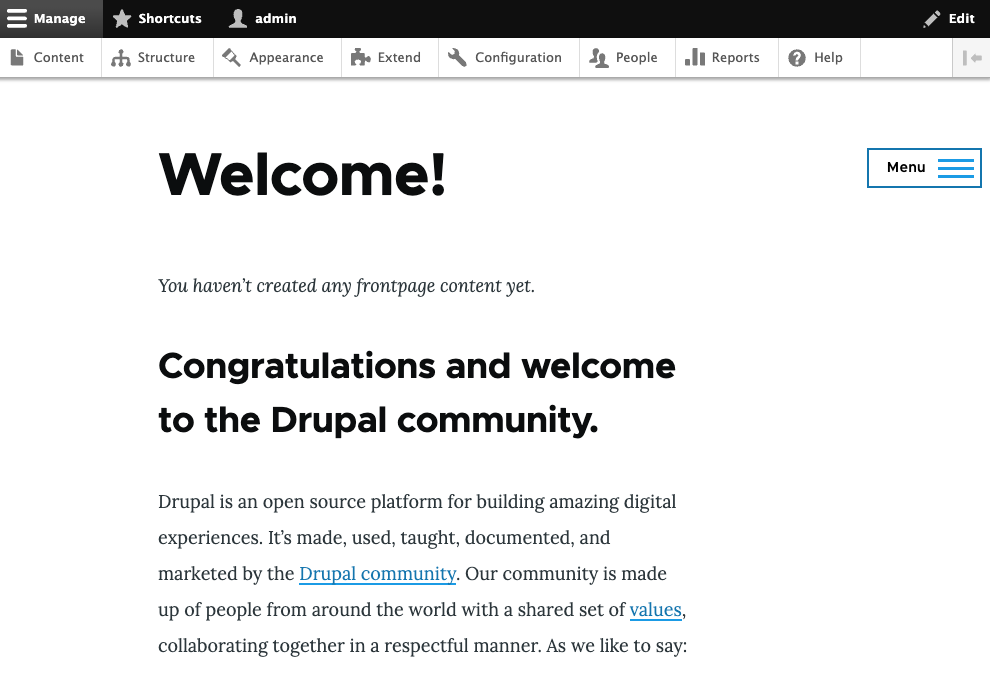 Manage Shortcuts admin Edit
Content Structure Appearance Extend Configuration People Reports Help
Welcome!
Menu
You haven’t created any frontpage content yet.
Congratulations and welcome
to the Drupal community.
Drupal is an open source platform for building amazing digital
experiences. It’s made, used, taught, documented, and
marketed by the Drupal community. Our community is made
up of people from around the world with a shared set of values,
collaborating together in a respectful manner. As we like to say: